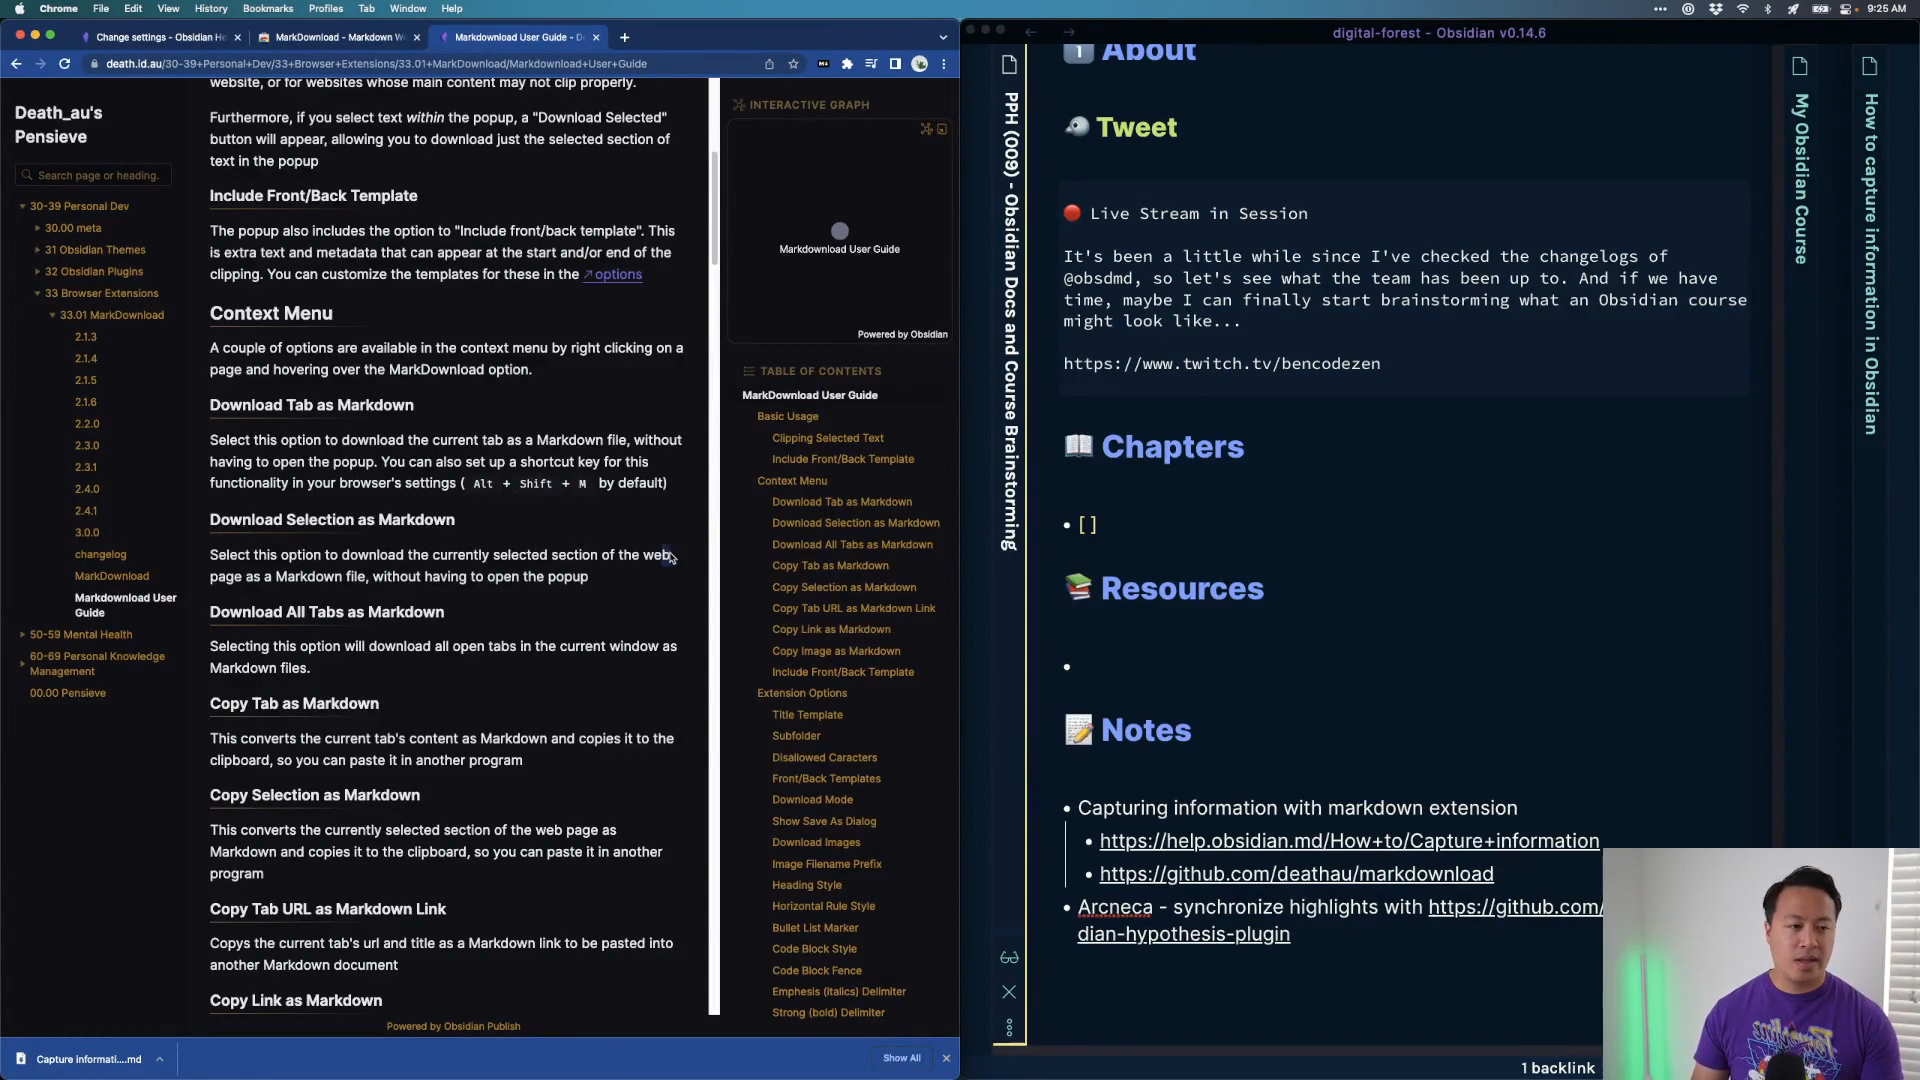 Chrome File Edit View History Bookmarks Profiles Tab Window Help 9:25 AM
Change settings - Obsidian H
MarkDownload - Markdown W
Markdownload User Guide - D
digital-forest - Obsidian v0.14.6
death.id.au/30-39+Personal+Dev/33+Browser+Extensions/33.01+MarkDownload/Markdownload+User+Guide
Death_au's
Pensieve
Search page or heading.
30-39 Personal Dev
30.00 meta
31 Obsidian Themes
32 Obsidian Plugins
33 Browser Extensions
33.01 MarkDownload
2.1.3
2.1.4
2.1.5
2.1.6
2.2.0
2.3.0
2.3.1
2.4.0
2.4.1
3.0.0
changelog
MarkDownload
Markdownload User
Guide
50-59 Mental Health
60-69 Personal Knowledge
Management
00.00 Pensieve
website, or for websites whose main content may not clip properly.
Furthermore, if you select text within the popup, a "Download Selected"
button will appear, allowing you to download just the selected section of
text in the popup
Include Front/Back Template
The popup also includes the option to "Include front/back template". This
is extra text and metadata that can appear at the start and/or end of the
clipping. You can customize the templates for these in the options
Context Menu
A couple of options are available in the context menu by right clicking on a
page and hovering over the MarkDownload option.
Download Tab as Markdown
Select this option to download the current tab as a Markdown file, without
having to open the popup. You can also set up a shortcut key for this
functionality in your browser's settings ( Alt + Shift + M by default)
Download Selection as Markdown
Select this option to download the currently selected section of the web
page as a Markdown file, without having to open the popup
Download All Tabs as Markdown
Selecting this option will download all open tabs in the current window as
Markdown files.
Copy Tab as Markdown
This converts the current tab's content as Markdown and copies it to the
clipboard, so you can paste it in another program
Copy Selection as Markdown
This converts the currently selected section of the web page as
Markdown and copies it to the clipboard, so you can paste it in another
program
Copy Tab URL as Markdown Link
Copys the current tab's url and title as a Markdown link to be pasted into
another Markdown document
Copy Link as Markdown
Powered by Obsidian Publish
INTERACTIVE GRAPH
Markdownload User Guide
Powered by Obsidian
TABLE OF CONTENTS
MarkDownload User Guide
Basic Usage
Clipping Selected Text
Include Front/Back Template
Context Menu
Download Tab as Markdown
Download Selection as Markdown
Download All Tabs as Markdown
Copy Tab as Markdown
Copy Selection as Markdown
Copy Tab URL as Markdown Link
Copy Link as Markdown
Copy Image as Markdown
Include Front/Back Template
Extension Options
Title Template
Subfolder
Disallowed Caracters
Front/Back Templates
Download Mode
Show Save As Dialog
Download Images
Image Filename Prefix
Heading Style
Horizontal Rule Style
Bullet List Marker
Code Block Style
Code Block Fence
Emphesis (italics) Delimiter
Strong (bold) Delimiter
Capture informati....md
Show All
PPH (009) - Obsidian Docs and Course Brainstorming
About
Tweet
Live Stream in Session
It's been a little while since I've checked the changelogs of
@obsdmd, so let's see what the team has been up to. And if we have
time, maybe I can finally start brainstorming what an Obsidian course
might look like...
https://www.twitch.tv/bencodezen
Chapters
• []
Resources
•
Notes
• Capturing information with markdown extension
• https://help.obsidian.md/How+to/Capture+information
• https://github.com/deathau/markdownload
• Arcneca - synchronize highlights with https://github.com/
dian-hypothesis-plugin
1 backlink
My Obsidian Course
How to capture information in Obsidian